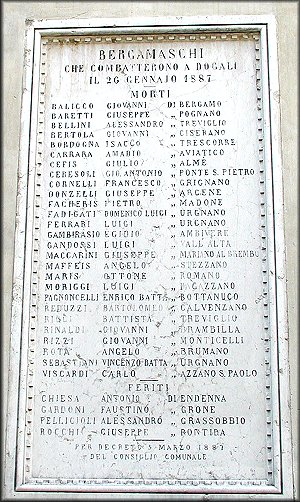 BERGAMASCHI
CHE COMBATTERONO A DOGALI
IL 26 GENNAIO 1887
MORTI
BALICCO GIOVANNI DI BERGAMO
BARETTI GIUSEPPE „ POGNANO
BELLINI ALESSANDRO „ TREVIGLIO
BERTOLA GIOVANNI „ CISERANO
BORDOGNA ISACCO „ TRESCORRE
CARRARA AMADIO „ AVIATICO
CEFIS GIULIO „ ALMÈ
CERESOLI GIO. ANTONIO „ PONTE S. PIETRO
CORNELLI FRANCESCO „ GRIGNANO
DONZELLI GIUSEPPE „ ARCENE
FACHERIS PIETRO „ MADONE
FADIGATI DOMENICO LUIGI „ URGNANO
FERRARI LUIGI „ URGNANO
GAMBIRASIO EGIDIO „ AMBIVERE
GANDOSSI LUIGI „ VALL'ALTA
MACCARINI GIUSEPPE „ MARIANO AL BREMBO
MAFFEIS ANGELO „ STEZZANO
MARIS OTTONE „ ROMANO
MORIGGI LUIGI „ PAGAZZANO
PAGNONCELLI ENRICO BATTA „ BOTTANUCO
REDUZZI BARTOLOMEO „ CALVENZANO
BATTISTA „ TREVIGLIO
RINALDI GIOVANNI „ BRAMBILLA
RIZZI GIOVANNI „ MONTICELLI
ROTA ANGELO „ BRUMANO
SEBASTIANI VINCENZO BATTA „ URGNANO
VISCARDI CARLO „ AZZANO S. PAOLO
FERITI
CHIESA ANTONIO DI ENDENNA
GARDONI FAUSTINO „ GRONE
PELLICIOLI ALESSANDRO „ GRASSOBBIO
ROCCHI GIUSEPPE „ BONTEIRA
PER DECRETO 5 MARZO 1887
DEL CONSIGLIO COMUNALE